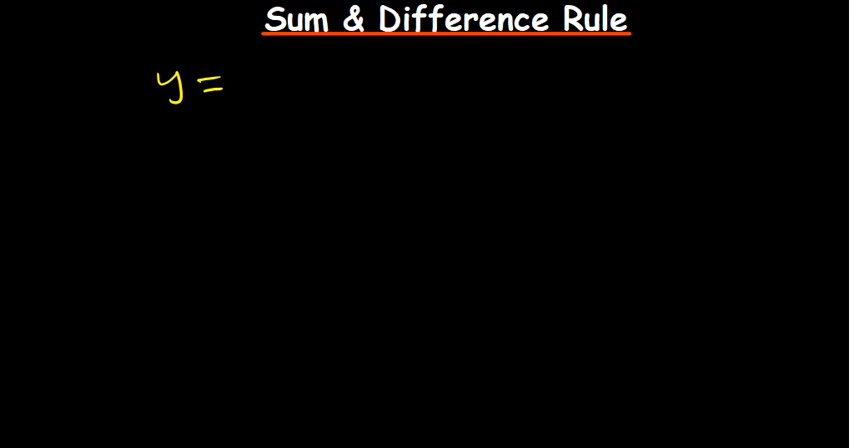 Sum & Difference Rule
y =